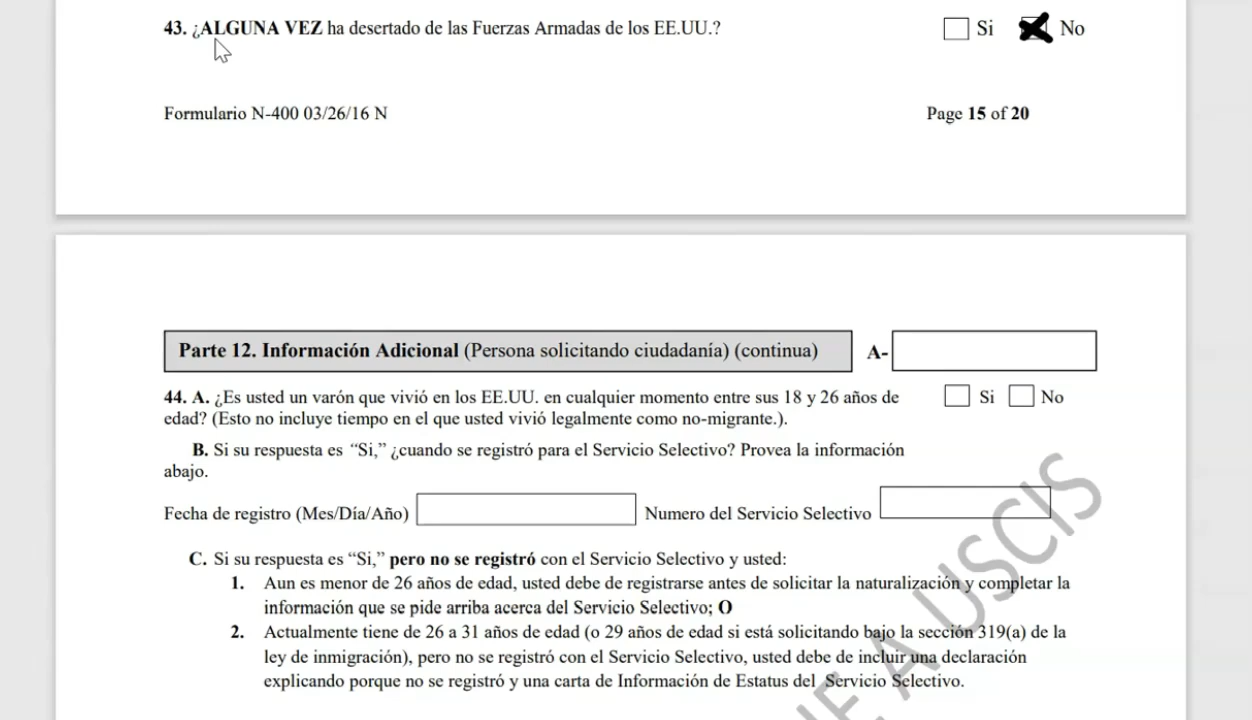 43. ¿ALGUNA VEZ ha desertado de las Fuerzas Armadas de los EE.UU.? Si No
Formulario N-400 03/26/16 N Page 15 of 20
Parte 12. Información Adicional (Persona solicitando ciudadanía) (continua) A-
44. A. ¿Es usted un varón que vivió en los EE.UU. en cualquier momento entre sus 18 y 26 años de Si No
edad? (Esto no incluye tiempo en el que usted vivió legalmente como no-migrante.).
B. Si su respuesta es “Si,” ¿cuando se registró para el Servicio Selectivo? Provea la información
abajo.
Fecha de registro (Mes/Día/Año) Numero del Servicio Selectivo
C. Si su respuesta es “Si,” pero no se registró con el Servicio Selectivo y usted:
1. Aun es menor de 26 años de edad, usted debe de registrarse antes de solicitar la naturalización y completar la
información que se pide arriba acerca del Servicio Selectivo; O
2. Actualmente tiene de 26 a 31 años de edad (o 29 años de edad si está solicitando bajo la sección 319(a) de la
ley de inmigración), pero no se registró con el Servicio Selectivo, usted debe de incluir una declaración
explicando porque no se registró y una carta de Información de Estatus del Servicio Selectivo.
A USCIS